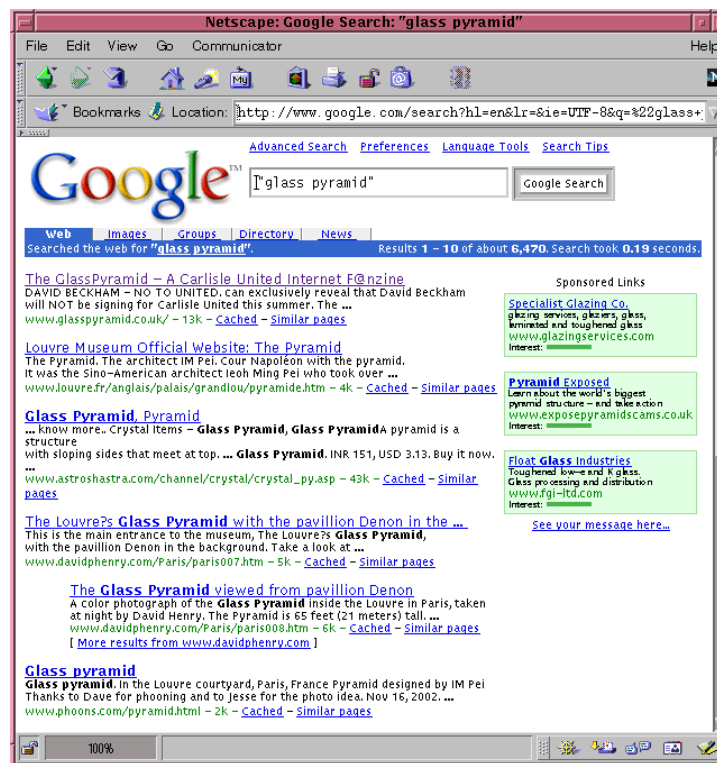 Netscape: Google Search: "glass pyramid"
File Edit View Go Communicator Help
My
N
Bookmarks Location: http://www.google.com/search?hl=en&lr=&ie=UTF-8&q=%22glass+
Advanced Search Preferences Language Tools Search Tips
Google™
"glass pyramid" Google Search
Web Images Groups Directory News
Searched the web for "glass pyramid". Results 1 – 10 of about 6,470. Search took 0.19 seconds.
The GlassPyramid – A Carlisle United Internet F@nzine
DAVID BECKHAM – NO TO UNITED. can exclusively reveal that David Beckham
will NOT be signing for Carlisle United this summer. The ...
www.glasspyramid.co.uk/ – 13k – Cached – Similar pages
Louvre Museum Official Website: The Pyramid
The Pyramid. The architect IM Pei. Cour Napoléon with the pyramid.
It was the Sino–American architect Ieoh Ming Pei who took over ...
www.louvre.fr/anglais/palais/grandlou/pyramide.htm – 4k – Cached – Similar pages
Glass Pyramid, Pyramid
... know more.. Crystal Items – Glass Pyramid, Glass PyramidA pyramid is a
structure
with sloping sides that meet at top. ... Glass Pyramid. INR 151, USD 3.13. Buy it now.
...
www.astroshastra.com/channel/crystal/crystal_py.asp – 43k – Cached – Similar
pages
The Louvre?s Glass Pyramid with the pavillion Denon in the ...
This is the main entrance to the museum, The Louvre?s Glass Pyramid,
with the pavillion Denon in the background. Take a look at ...
www.davidphenry.com/Paris/paris007.htm – 5k – Cached – Similar pages
The Glass Pyramid viewed from pavillion Denon
A color photograph of the Glass Pyramid inside the Louvre in Paris, taken
at night by David Henry. The Pyramid is 65 feet (21 meters) tall. ...
www.davidphenry.com/Paris/paris008.htm – 6k – Cached – Similar pages
[ More results from www.davidphenry.com ]
Glass pyramid
Glass pyramid. In the Louvre courtyard, Paris, France Pyramid designed by IM Pei
Thanks to Dave for phooning and to Jesse for the photo idea. Nov 16, 2002. ...
www.phoons.com/pyramid.html – 2k – Cached – Similar pages
Sponsored Links
Specialist Glazing Co.
glazing services, glaziers, glass,
laminated and toughened glass
www.glazingservices.com
Interest:
Pyramid Exposed
Learn about the world's biggest
pyramid structure – and take action
www.exposepyramidscams.co.uk
Interest:
Float Glass Industries
Toughened low–e and K glass.
Glass processing and distribution
www.fgi–ltd.com
Interest:
See your message here...
100%